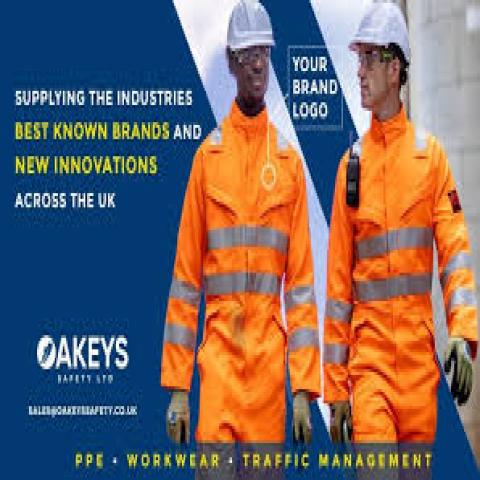 SUPPLYING THE INDUSTRIES
BEST KNOWN BRANDS AND
NEW INNOVATIONS
ACROSS THE UK
YOUR
BRAND
LOGO
OAKEYS
SAFETY LTD
SALES@OAKEYSSAFETY.CO.UK
PPE • WORKWEAR • TRAFFIC MANAGEMENT